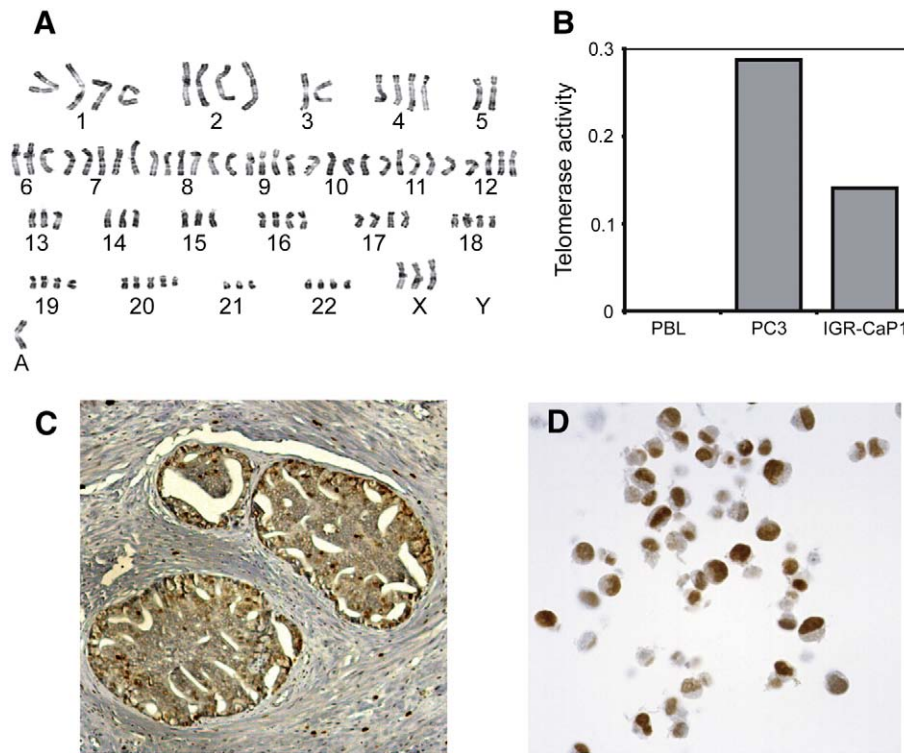 A
1 2 3 4 5
6 7 8 9 10 11 12
13 14 15 16 17 18
19 20 21 22 X Y
A
B
Telomerase activity
0.3
0.2
0.1
0
PBL PC3 IGR-CaP1
C
D